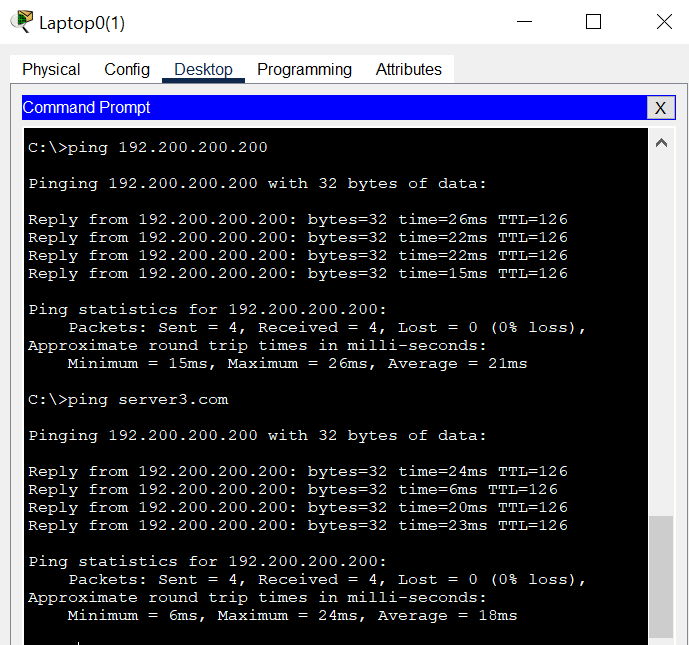 Laptop0(1)
Physical Config Desktop Programming Attributes
Command Prompt X
C:\>ping 192.200.200.200
Pinging 192.200.200.200 with 32 bytes of data:
Reply from 192.200.200.200: bytes=32 time=26ms TTL=126
Reply from 192.200.200.200: bytes=32 time=22ms TTL=126
Reply from 192.200.200.200: bytes=32 time=22ms TTL=126
Reply from 192.200.200.200: bytes=32 time=15ms TTL=126
Ping statistics for 192.200.200.200:
    Packets: Sent = 4, Received = 4, Lost = 0 (0% loss),
Approximate round trip times in milli-seconds:
    Minimum = 15ms, Maximum = 26ms, Average = 21ms
C:\>ping server3.com
Pinging 192.200.200.200 with 32 bytes of data:
Reply from 192.200.200.200: bytes=32 time=24ms TTL=126
Reply from 192.200.200.200: bytes=32 time=6ms TTL=126
Reply from 192.200.200.200: bytes=32 time=20ms TTL=126
Reply from 192.200.200.200: bytes=32 time=23ms TTL=126
Ping statistics for 192.200.200.200:
    Packets: Sent = 4, Received = 4, Lost = 0 (0% loss),
Approximate round trip times in milli-seconds:
    Minimum = 6ms, Maximum = 24ms, Average = 18ms